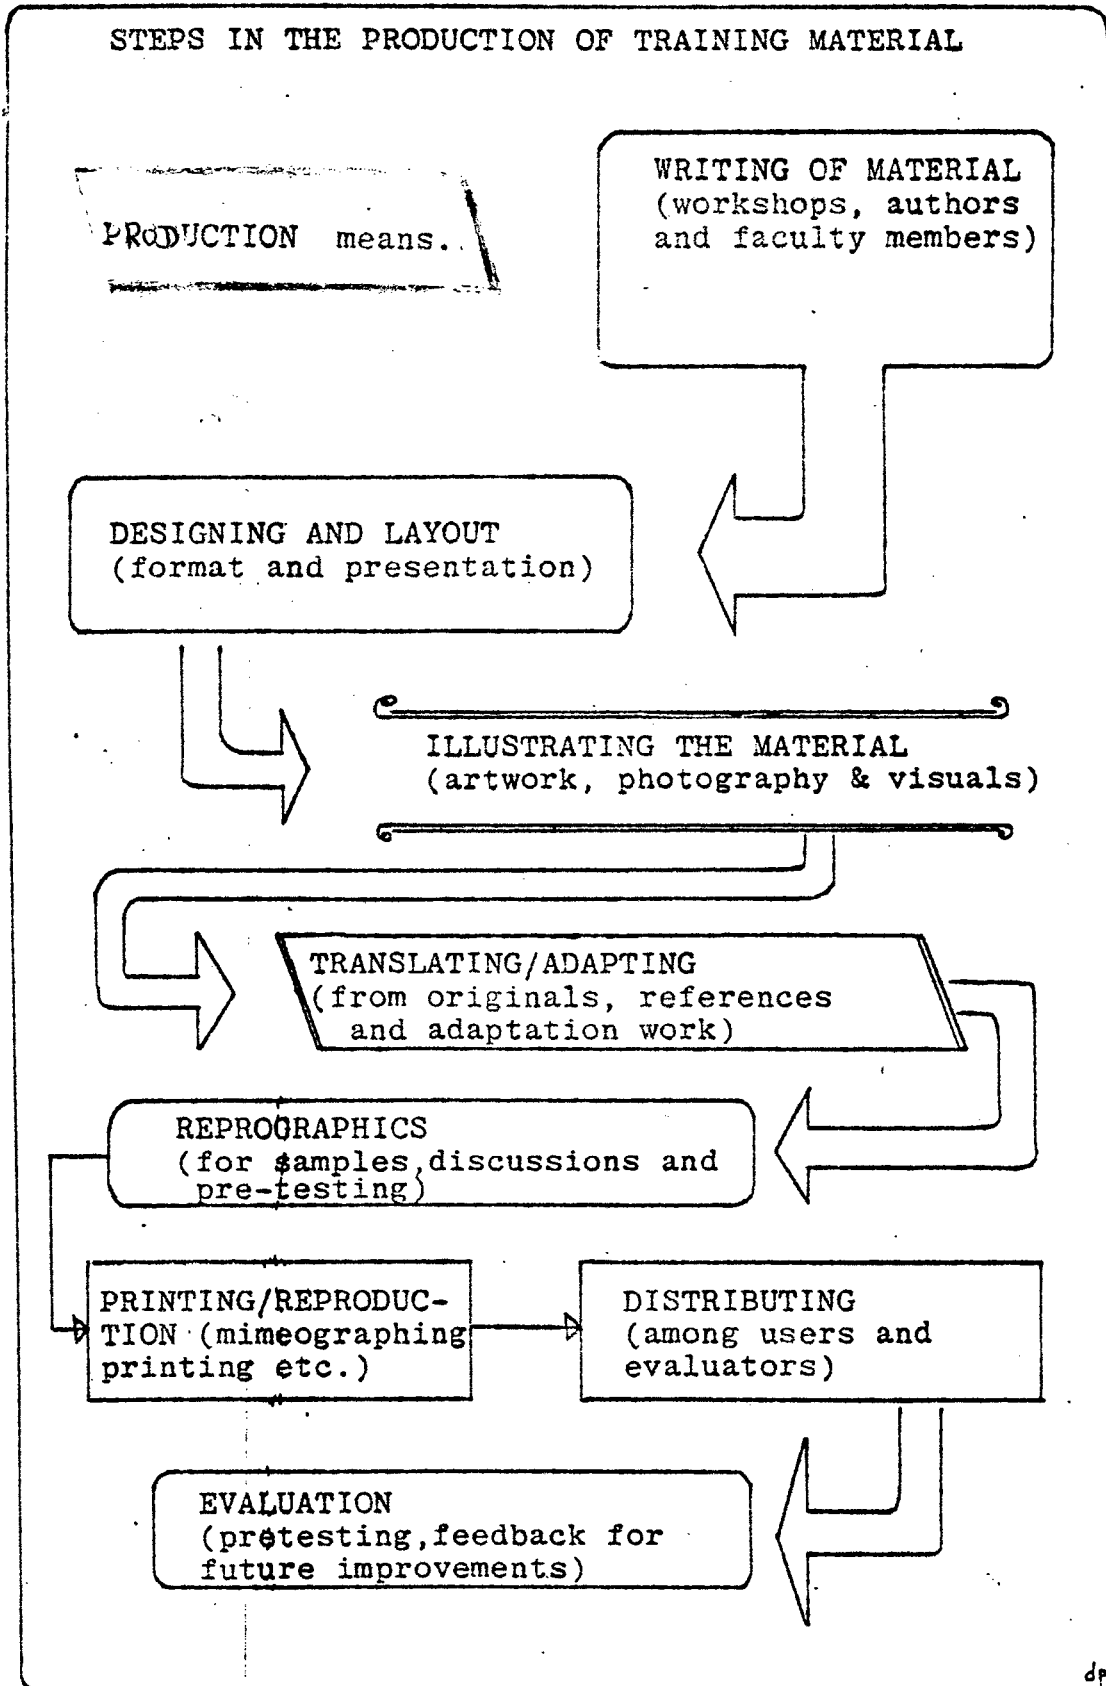 STEPS IN THE PRODUCTION OF TRAINING MATERIAL
PRODUCTION means..
WRITING OF MATERIAL
(workshops, authors
and faculty members)
DESIGNING AND LAYOUT
(format and presentation)
ILLUSTRATING THE MATERIAL
(artwork, photography & visuals)
TRANSLATING/ADAPTING
(from originals, references
and adaptation work)
REPROGRAPHICS
(for samples,discussions and
pre-testing)
PRINTING/REPRODUC-
TION (mimeographing
printing etc.)
DISTRIBUTING
(among users and
evaluators)
EVALUATION
(pretesting,feedback for
future improvements)
dp